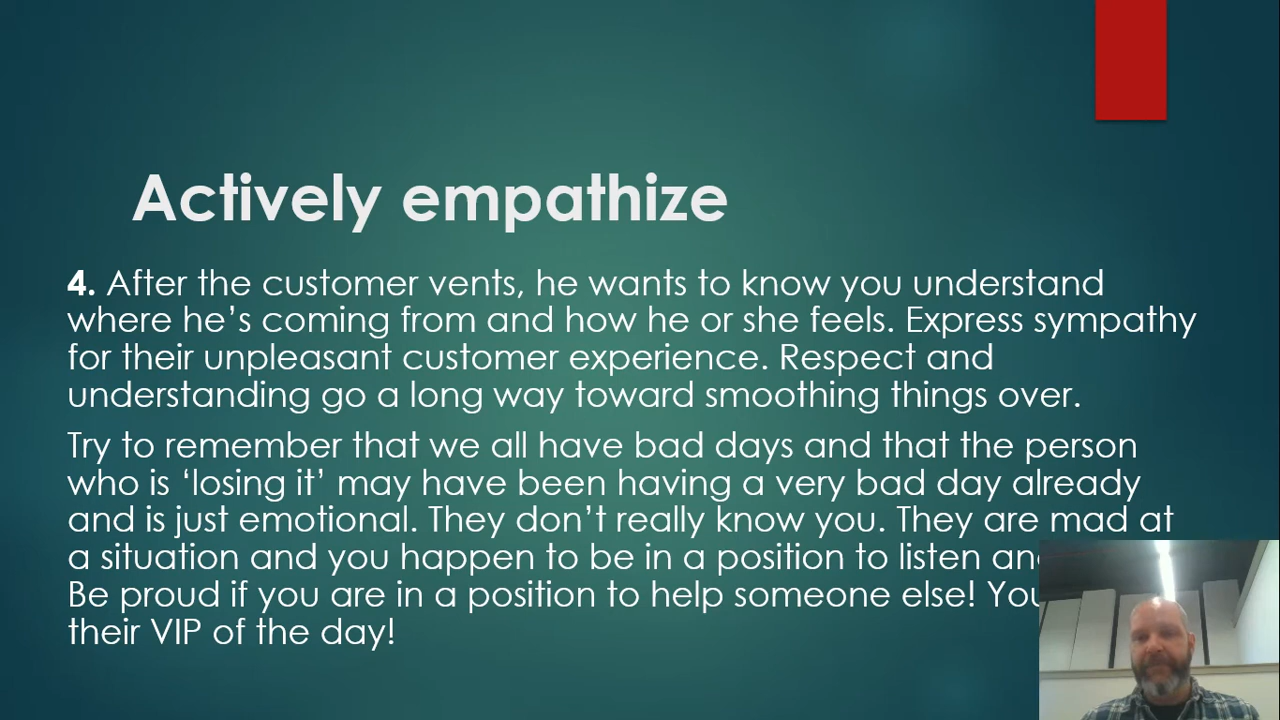 Actively empathize
4. After the customer vents, he wants to know you understand
where he’s coming from and how he or she feels. Express sympathy
for their unpleasant customer experience. Respect and
understanding go a long way toward smoothing things over.
Try to remember that we all have bad days and that the person
who is ‘losing it’ may have been having a very bad day already
and is just emotional. They don’t really know you. They are mad at
a situation and you happen to be in a position to listen
Be proud if you are in a position to help someone else!
their VIP of the day!